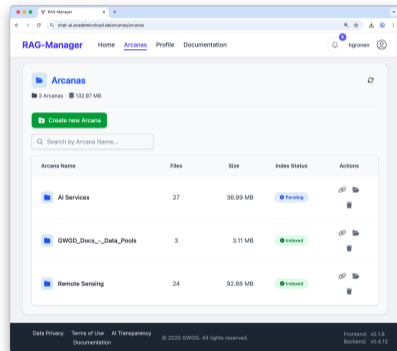 RAG-Manager
chat-ai.academiccloud.de/arcanas/arcanas
RAG-Manager Home Arcanas Profile Documentation hgronen
Arcanas
3 Arcanas · 132.97 MB
Create new Arcana
Search by Arcana Name...
Arcana Name Files Size Index Status Actions
AI Services 27 36.99 MB Pending
GWGD_Docs_-_Data_Pools 3 3.11 MB Indexed
Remote Sensing 24 92.88 MB Indexed
Data Privacy Terms of Use AI Transparency
Documentation
© 2025 GWDG. All rights reserved.
Frontend: v0.1.8
Backend: v0.4.12